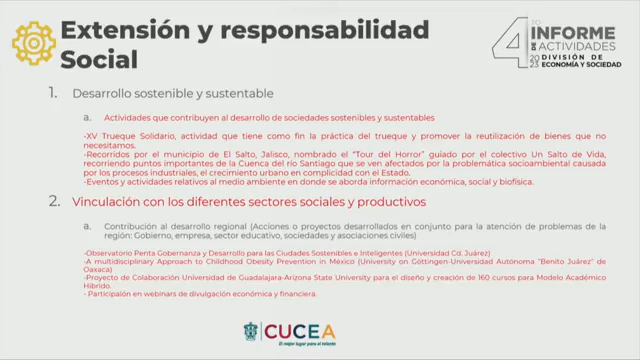 Extensión y responsabilidad
Social
4
TO
INFORME
DE ACTIVIDADES
2023
DIVISIÓN DE
ECONOMÍA Y SOCIEDAD
1. Desarrollo sostenible y sustentable
a. Actividades que contribuyen al desarrollo de sociedades sostenibles y sustentables
-XV Trueque Solidario, actividad que tiene como fin la práctica del trueque y promover la reutilización de bienes que no
necesitamos.
-Recorridos por el municipio de El Salto, Jalisco, nombrado el "Tour del Horror" guiado por el colectivo Un Salto de Vida,
recorriendo puntos importantes de la Cuenca del río Santiago que se ven afectados por la problemática socioambiental causada
por los procesos industriales, el crecimiento urbano en complicidad con el Estado.
-Eventos y actividades relativos al medio ambiente en donde se aborda información económica, social y biofísica.
2. Vinculación con los diferentes sectores sociales y productivos
a. Contribución al desarrollo regional (Acciones o proyectos desarrollados en conjunto para la atención de problemas de la
región: Gobierno, empresa, sector educativo, sociedades y asociaciones civiles)
-Observatorio Penta Gobernanza y Desarrollo para las Ciudades Sostenibles e Inteligentes (Universidad Cd. Juárez)
-A multidisciplinary Approach to Childhood Obesity Prevention in México (University on Göttingen-Universidad Autónoma "Benito Juárez" de
Oaxaca)
-Proyecto de Colaboración Universidad de Guadalajara-Arizona State University para el diseño y creación de 160 cursos para Modelo Académico
Híbrido.
- Participación en webinars de divulgación económica y financiera.
CUCEA
El mejor lugar para el talento